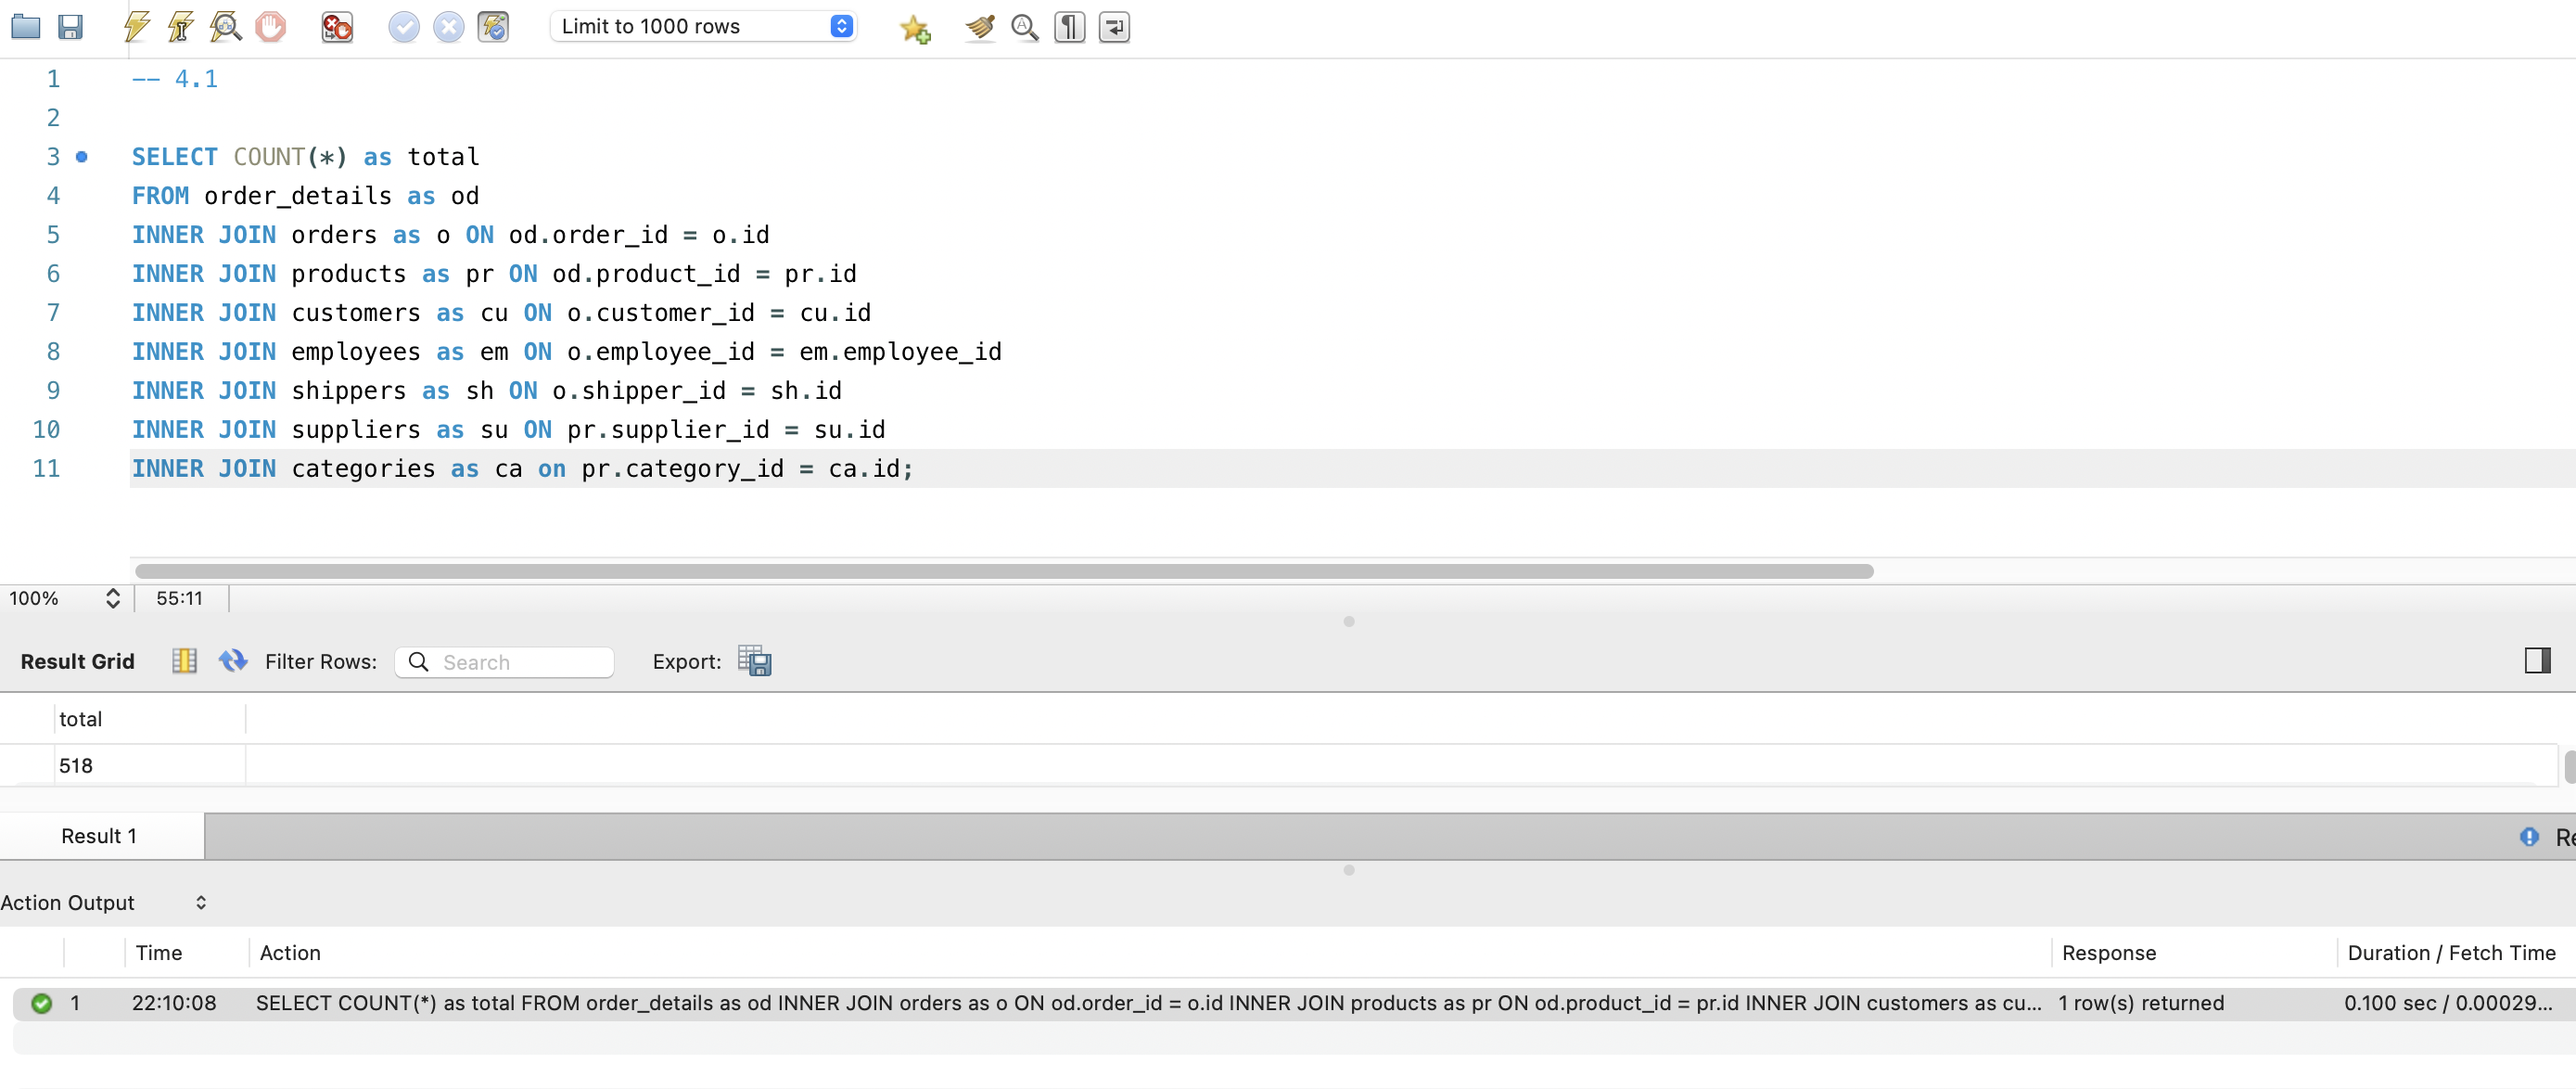 Limit to 1000 rows
1 -- 4.1
2
3 SELECT COUNT(*) as total
4 FROM order_details as od
5 INNER JOIN orders as o ON od.order_id = o.id
6 INNER JOIN products as pr ON od.product_id = pr.id
7 INNER JOIN customers as cu ON o.customer_id = cu.id
8 INNER JOIN employees as em ON o.employee_id = em.employee_id
9 INNER JOIN shippers as sh ON o.shipper_id = sh.id
10 INNER JOIN suppliers as su ON pr.supplier_id = su.id
11 INNER JOIN categories as ca on pr.category_id = ca.id;
100% 55:11
Result Grid Filter Rows: Search Export:
total
518
Result 1 Re
Action Output
Time Action Response Duration / Fetch Time
1 22:10:08 SELECT COUNT(*) as total FROM order_details as od INNER JOIN orders as o ON od.order_id = o.id INNER JOIN products as pr ON od.product_id = pr.id INNER JOIN customers as cu... 1 row(s) returned 0.100 sec / 0.00029...